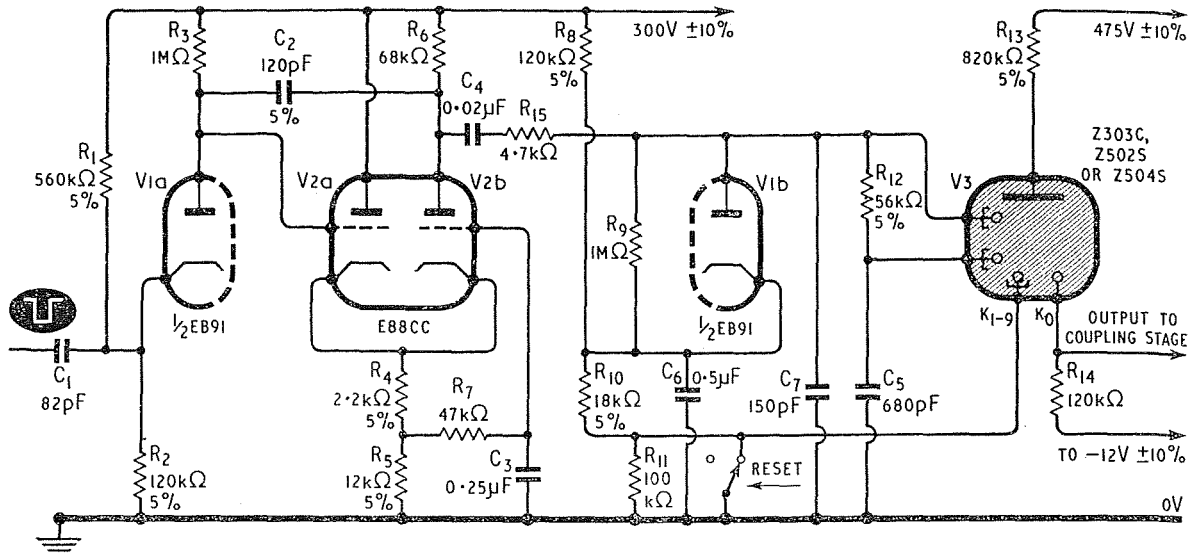 R3
1MΩ
C2
120pF
5%
R6
68kΩ
R8
120kΩ
5%
300V ±10%
R13
820kΩ
5%
475V ±10%
C4
0·02µF
R15
4·7kΩ
R1
560kΩ
5%
V1a
V2a
V2b
R9
1MΩ
V1b
R12
56kΩ
5%
V3
Z303C,
Z502S
OR Z504S
½EB91
E88CC
½EB91
K1-9
K0
OUTPUT TO
COUPLING STAGE
C1
82pF
R4
2·2kΩ
5%
R7
47kΩ
R10
18kΩ
5%
C6
0·5µF
C7
150pF
C5
680pF
R14
120kΩ
TO -12V ±10%
R2
120kΩ
5%
R5
12kΩ
5%
C3
0·25µF
R11
100
kΩ
RESET
0V